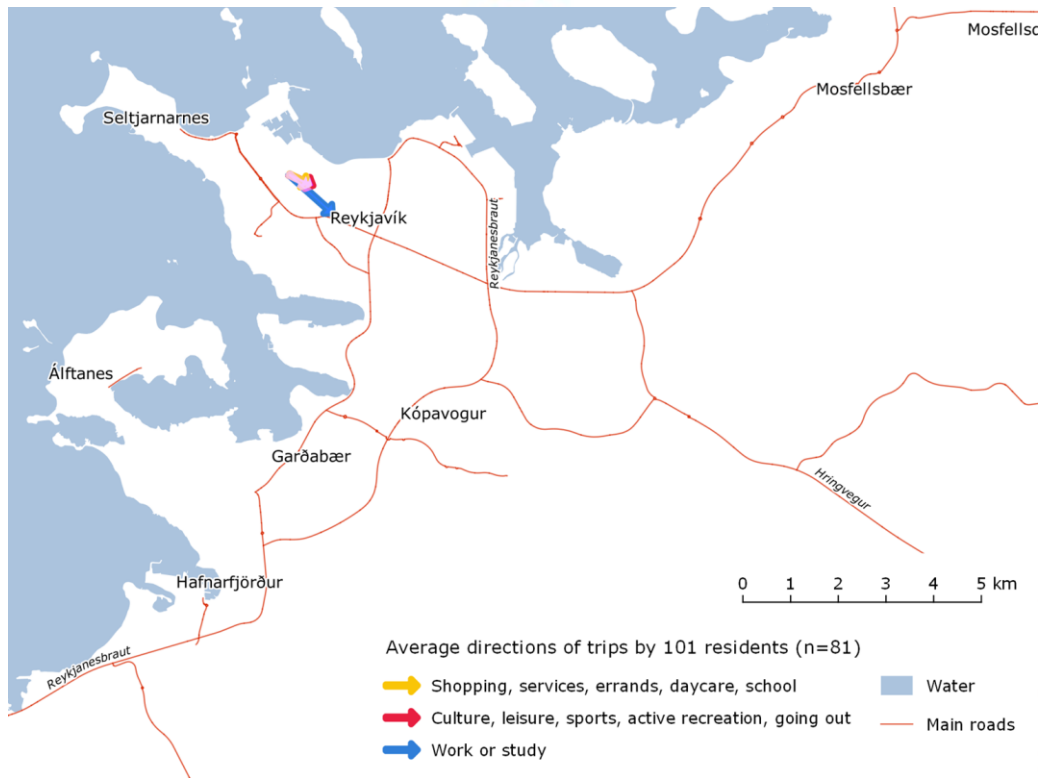 Mosfellsd
Mosfellsbær
Seltjarnarnes
Reykjavík
Reykjanesbraut
Álftanes
Kópavogur
Garðabær
Hringvegur
Hafnarfjörður
0 1 2 3 4 5 km
Reykjanesbraut
Average directions of trips by 101 residents (n=81)
Shopping, services, errands, daycare, school
Water
Culture, leisure, sports, active recreation, going out
Main roads
Work or study